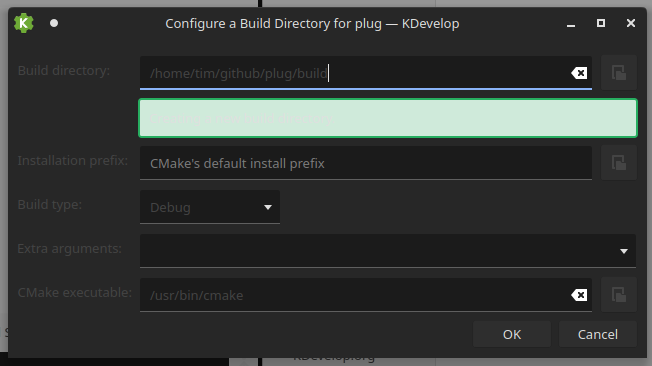 Configure a Build Directory for plug — KDevelop
Build directory:
/home/tim/github/plug/build
Installation prefix:
CMake's default install prefix
Build type:
Debug
Extra arguments:
CMake executable:
/usr/bin/cmake
OK
Cancel
KDevelop.org